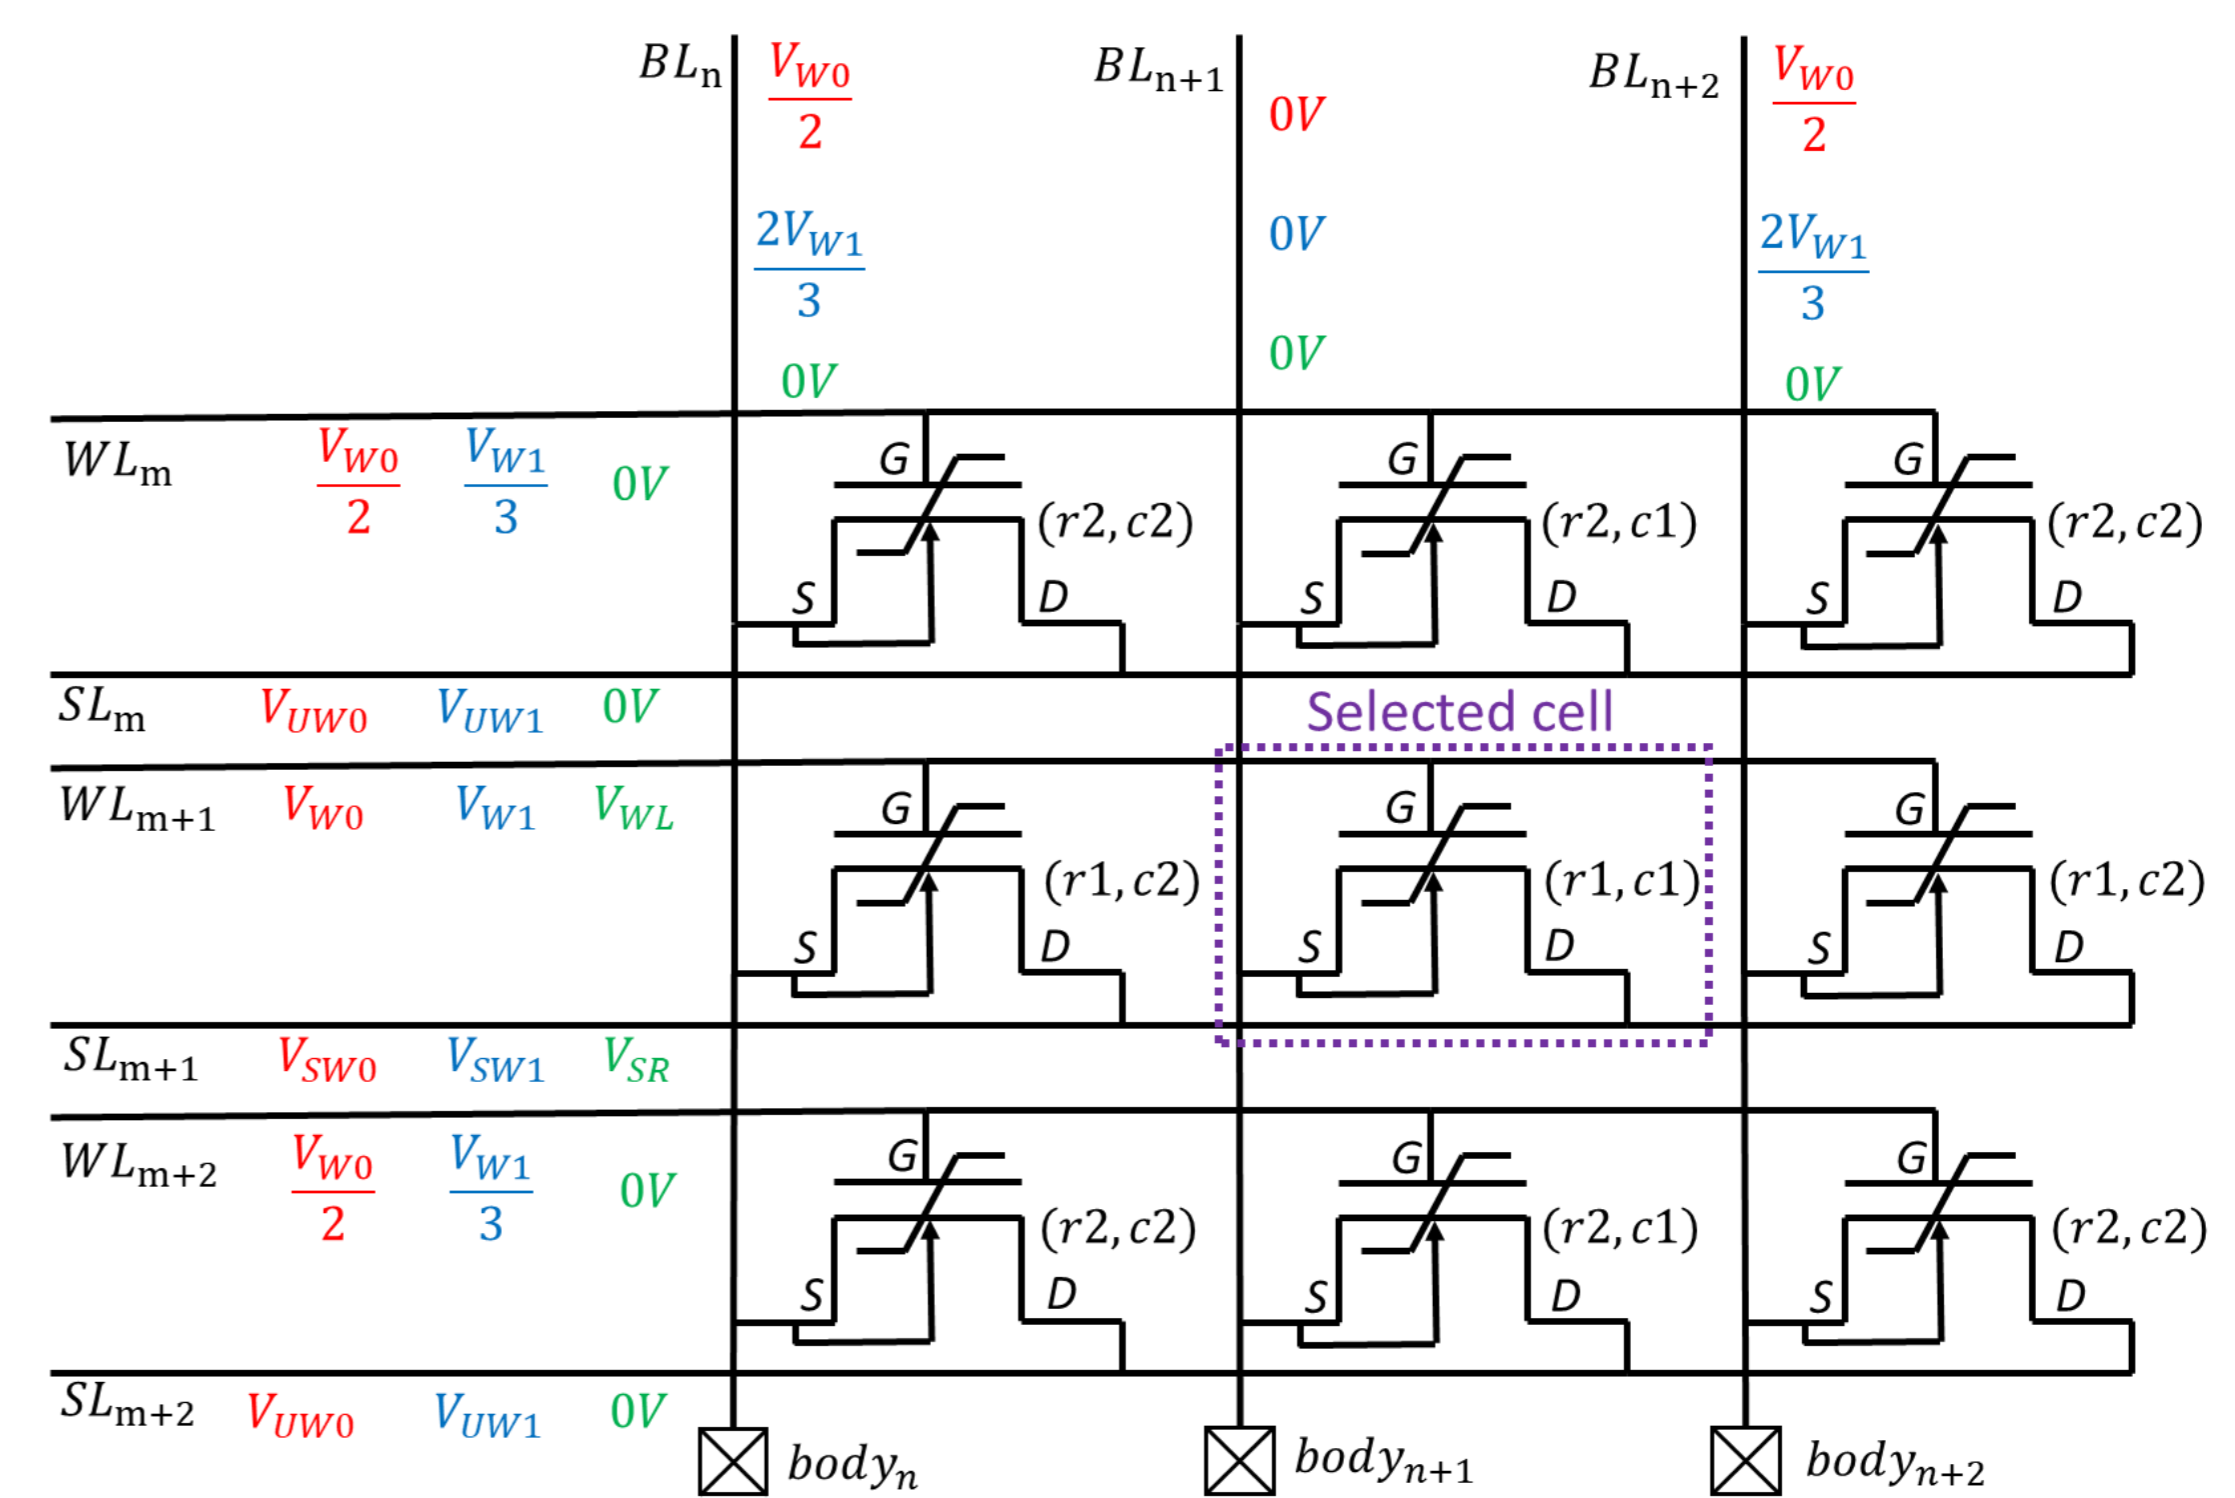 BLn VW0/2 BLn+1 0V BLn+2 VW0/2
2VW1/3 0V 2VW1/3
0V 0V 0V
WLm VW0/2 VW1/3 0V
G (r2,c2) G (r2,c1) G (r2,c2)
S D S D S D
SLm VUW0 VUW1 0V
Selected cell
WLm+1 VW0 VW1 VWL
G (r1,c2) G (r1,c1) G (r1,c2)
S D S D S D
SLm+1 VSW0 VSW1 VSR
WLm+2 VW0/2 VW1/3 0V
G (r2,c2) G (r2,c1) G (r2,c2)
S D S D S D
SLm+2 VUW0 VUW1 0V
bodyn bodyn+1 bodyn+2